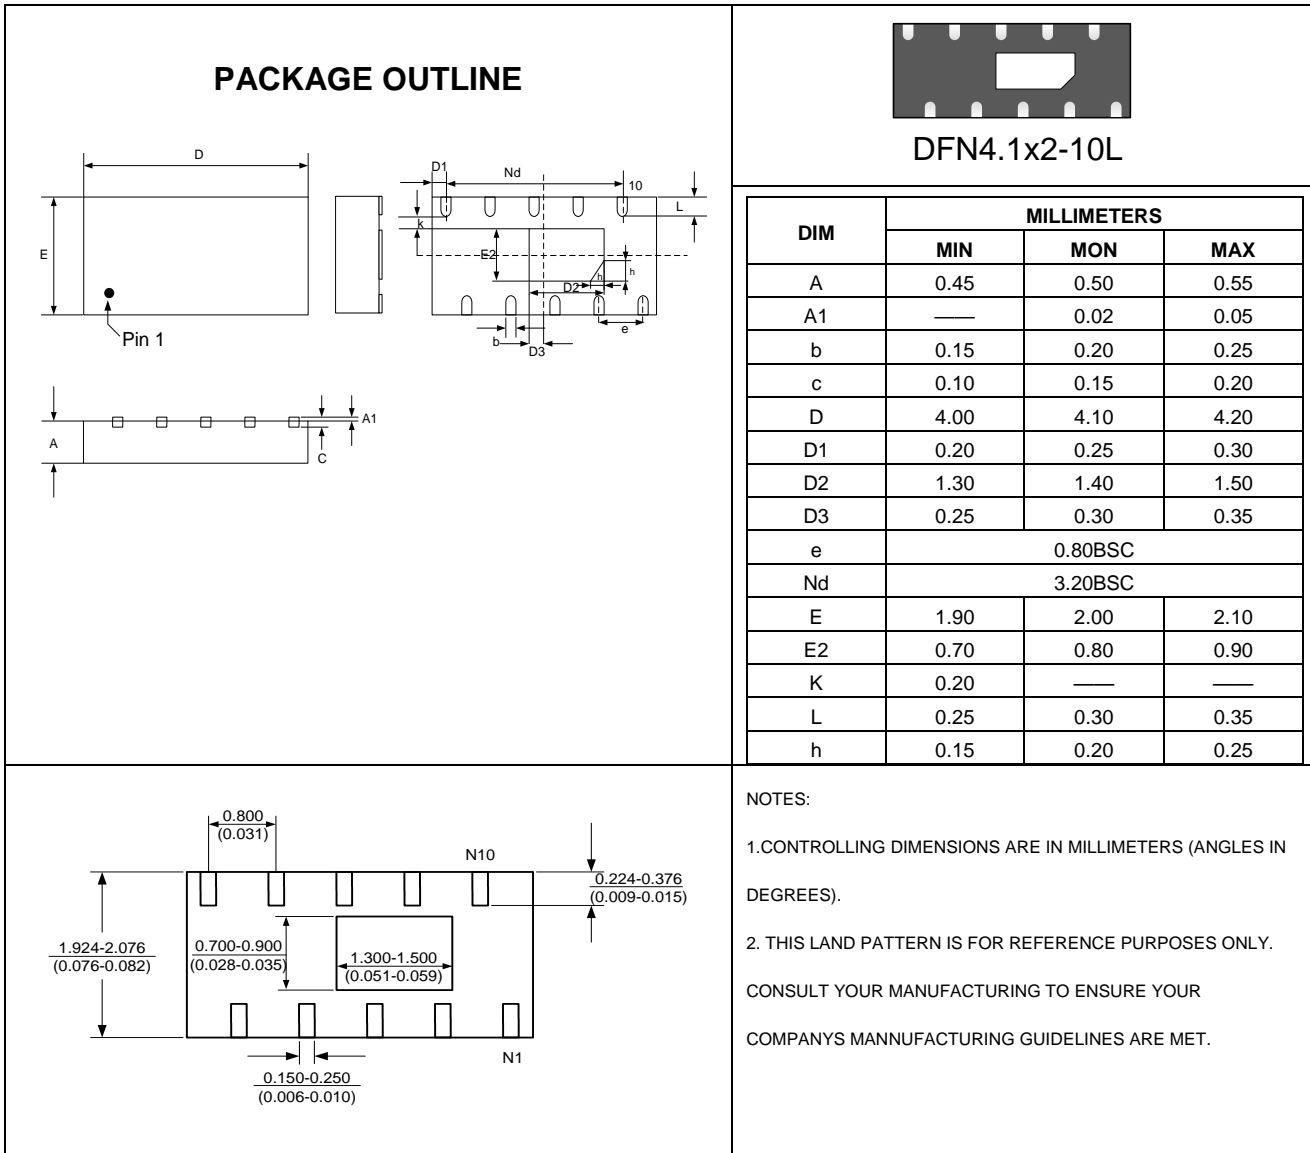 PACKAGE OUTLINE
D
E
Pin 1
D1
Nd
10
L
k
E2
h
h
D2
e
b
D3
A
A1
C
DFN4.1x2-10L
DIM MILLIMETERS
MIN MON MAX
A 0.45 0.50 0.55
A1 —— 0.02 0.05
b 0.15 0.20 0.25
c 0.10 0.15 0.20
D 4.00 4.10 4.20
D1 0.20 0.25 0.30
D2 1.30 1.40 1.50
D3 0.25 0.30 0.35
e 0.80BSC
Nd 3.20BSC
E 1.90 2.00 2.10
E2 0.70 0.80 0.90
K 0.20 —— ——
L 0.25 0.30 0.35
h 0.15 0.20 0.25
0.800
(0.031)
N10
0.224-0.376
(0.009-0.015)
1.924-2.076
(0.076-0.082)
0.700-0.900
(0.028-0.035)
1.300-1.500
(0.051-0.059)
N1
0.150-0.250
(0.006-0.010)
NOTES:
1.CONTROLLING DIMENSIONS ARE IN MILLIMETERS (ANGLES IN
DEGREES).
2. THIS LAND PATTERN IS FOR REFERENCE PURPOSES ONLY.
CONSULT YOUR MANUFACTURING TO ENSURE YOUR
COMPANYS MANNUFACTURING GUIDELINES ARE MET.